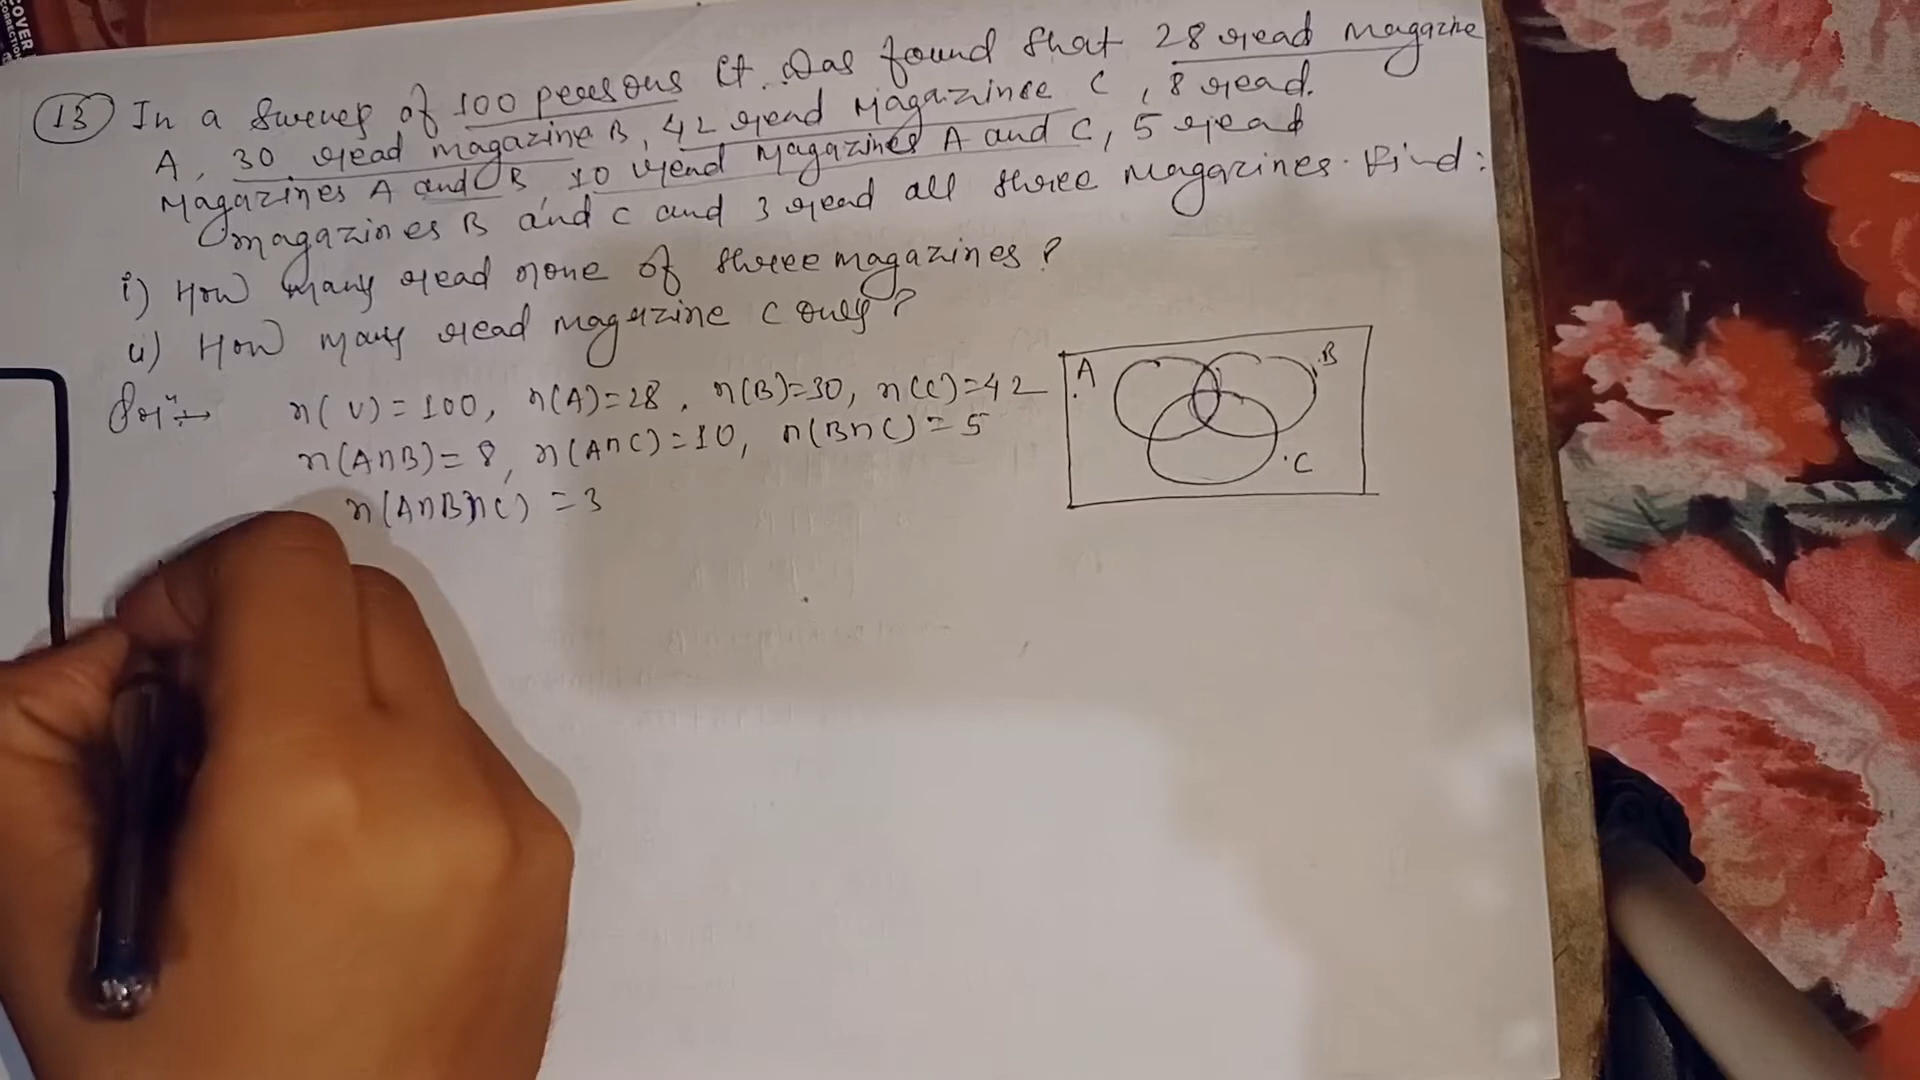 COVER
CORRECTION
13 In a Survey of 100 persons it was found that 28 read magazine
A, 30 read magazine B, 42 read Magazinee C, 8 read.
Magazines A and B, 10 read Magazines A and C, 5 read
magazines B and C and 3 read all three Magazines. Find:
i) How many read none of three magazines?
ii) How many read magazine C only?
Solⁿ:→ n(U) = 100, n(A)=28, n(B)=30, n(C)=42
n(A∩B)= 8, n(A∩C)=10, n(B∩C)= 5
n(A∩B∩C) = 3
A
B
C